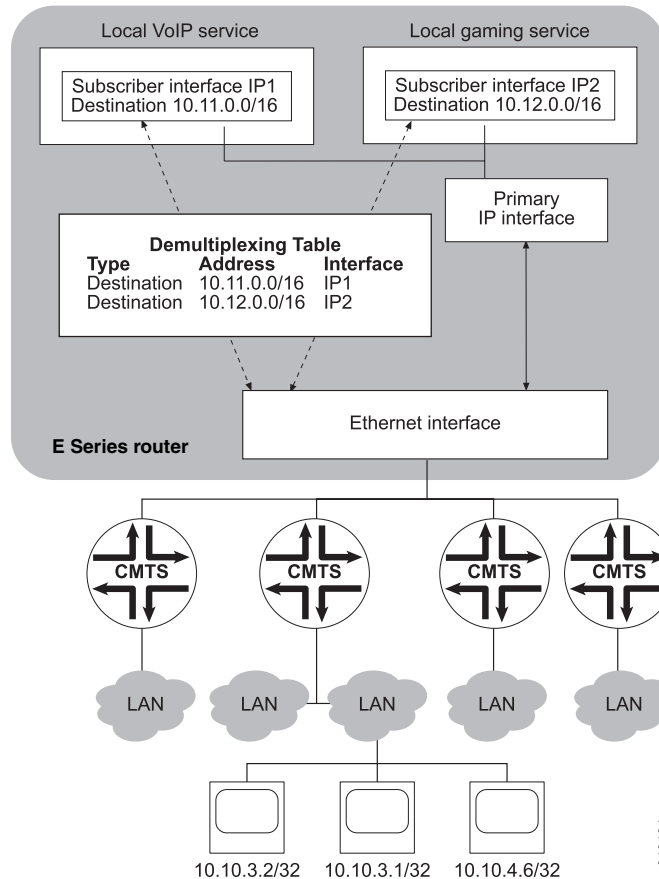 Local VoIP service
Local gaming service
Subscriber interface IP1
Destination 10.11.0.0/16
Subscriber interface IP2
Destination 10.12.0.0/16
Primary
IP interface
Demultiplexing Table
Type Address Interface
Destination 10.11.0.0/16 IP1
Destination 10.12.0.0/16 IP2
Ethernet interface
E Series router
CMTS CMTS CMTS CMTS
LAN LAN LAN LAN LAN
10.10.3.2/32 10.10.3.1/32 10.10.4.6/32